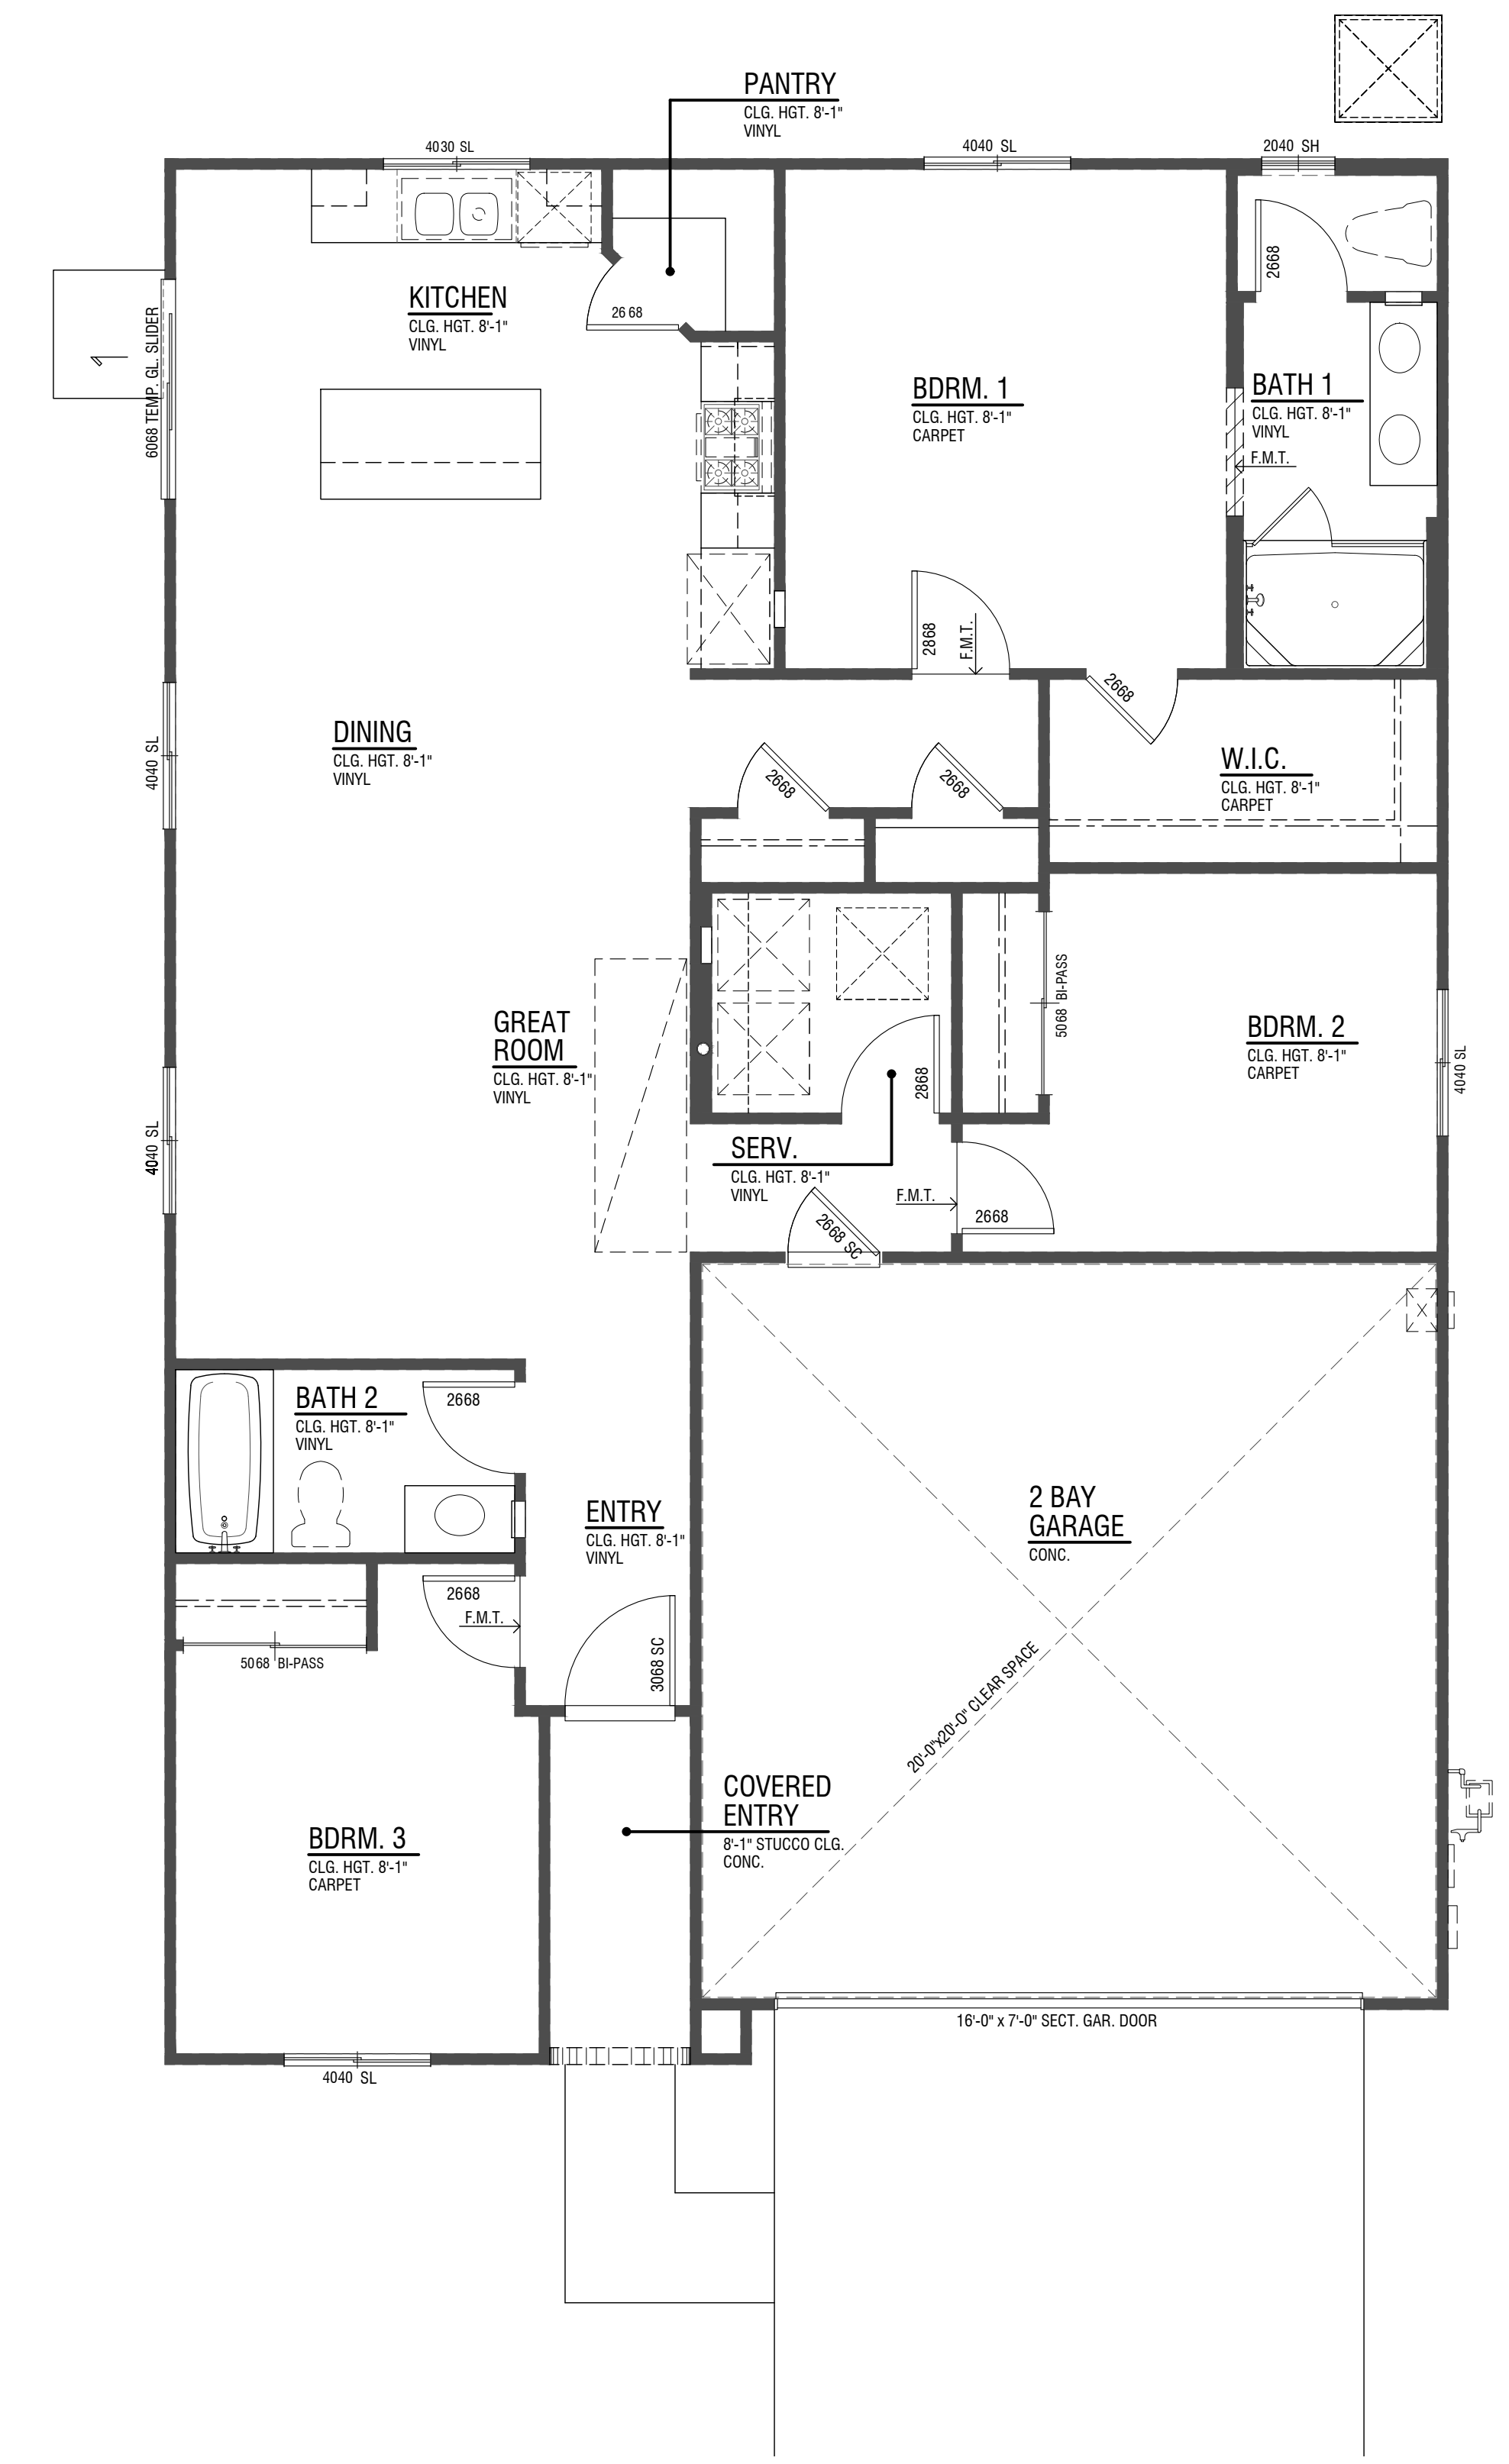 PANTRY
CLG. HGT. 8'-1"
VINYL
4030 SL
4040 SL
2040 SH
2668
KITCHEN
CLG. HGT. 8'-1"
VINYL
2668
6068 TEMP. GL. SLIDER
1
BDRM. 1
CLG. HGT. 8'-1"
CARPET
BATH 1
CLG. HGT. 8'-1"
VINYL
F.M.T.
2868
F.M.T.
2668
DINING
CLG. HGT. 8'-1"
VINYL
4040 SL
2668
2668
W.I.C.
CLG. HGT. 8'-1"
CARPET
GREAT
ROOM
CLG. HGT. 8'-1"
VINYL
5068 BI-PASS
BDRM. 2
CLG. HGT. 8'-1"
CARPET
4040 SL
2868
4040 SL
SERV.
CLG. HGT. 8'-1"
VINYL
F.M.T.
2668
2668 SC
BATH 2
CLG. HGT. 8'-1"
VINYL
2668
ENTRY
CLG. HGT. 8'-1"
VINYL
2 BAY
GARAGE
CONC.
2668
F.M.T.
5068 BI-PASS
3068 SC
20'-0"x20'-0" CLEAR SPACE
COVERED
ENTRY
8'-1" STUCCO CLG.
CONC.
BDRM. 3
CLG. HGT. 8'-1"
CARPET
16'-0" x 7'-0" SECT. GAR. DOOR
4040 SL